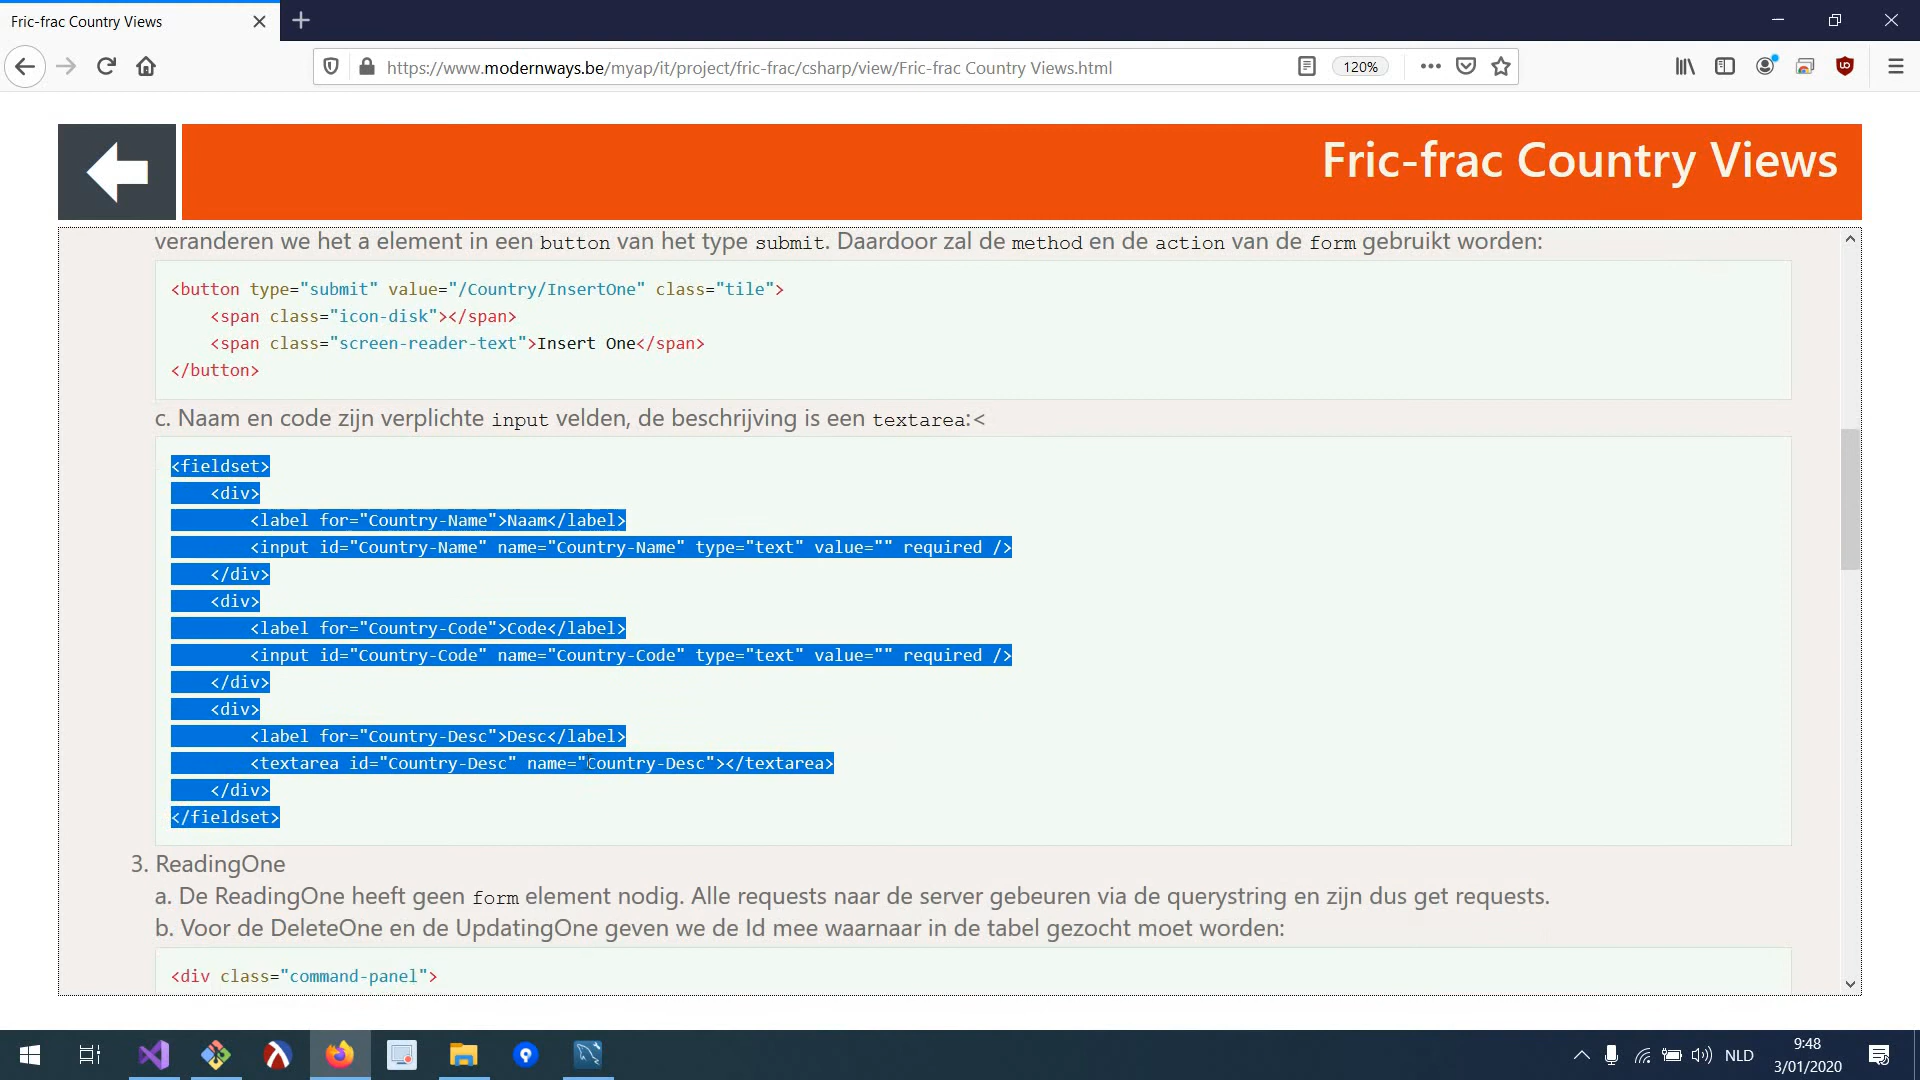 Fric-frac Country Views
https://www.modernways.be/myap/it/project/fric-frac/csharp/view/Fric-frac Country Views.html
120%
Fric-frac Country Views
veranderen we het a element in een button van het type submit. Daardoor zal de method en de action van de form gebruikt worden:
<button type="submit" value="/Country/InsertOne" class="tile">
    <span class="icon-disk"></span>
    <span class="screen-reader-text">Insert One</span>
</button>
c. Naam en code zijn verplichte input velden, de beschrijving is een textarea:<
<fieldset>
    <div>
        <label for="Country-Name">Naam</label>
        <input id="Country-Name" name="Country-Name" type="text" value="" required />
    </div>
    <div>
        <label for="Country-Code">Code</label>
        <input id="Country-Code" name="Country-Code" type="text" value="" required />
    </div>
    <div>
        <label for="Country-Desc">Desc</label>
        <textarea id="Country-Desc" name="Country-Desc"></textarea>
    </div>
</fieldset>
3. ReadingOne
a. De ReadingOne heeft geen form element nodig. Alle requests naar de server gebeuren via de querystring en zijn dus get requests.
b. Voor de DeleteOne en de UpdatingOne geven we de Id mee waarnaar in de tabel gezocht moet worden:
<div class="command-panel">
NLD
9:48
3/01/2020